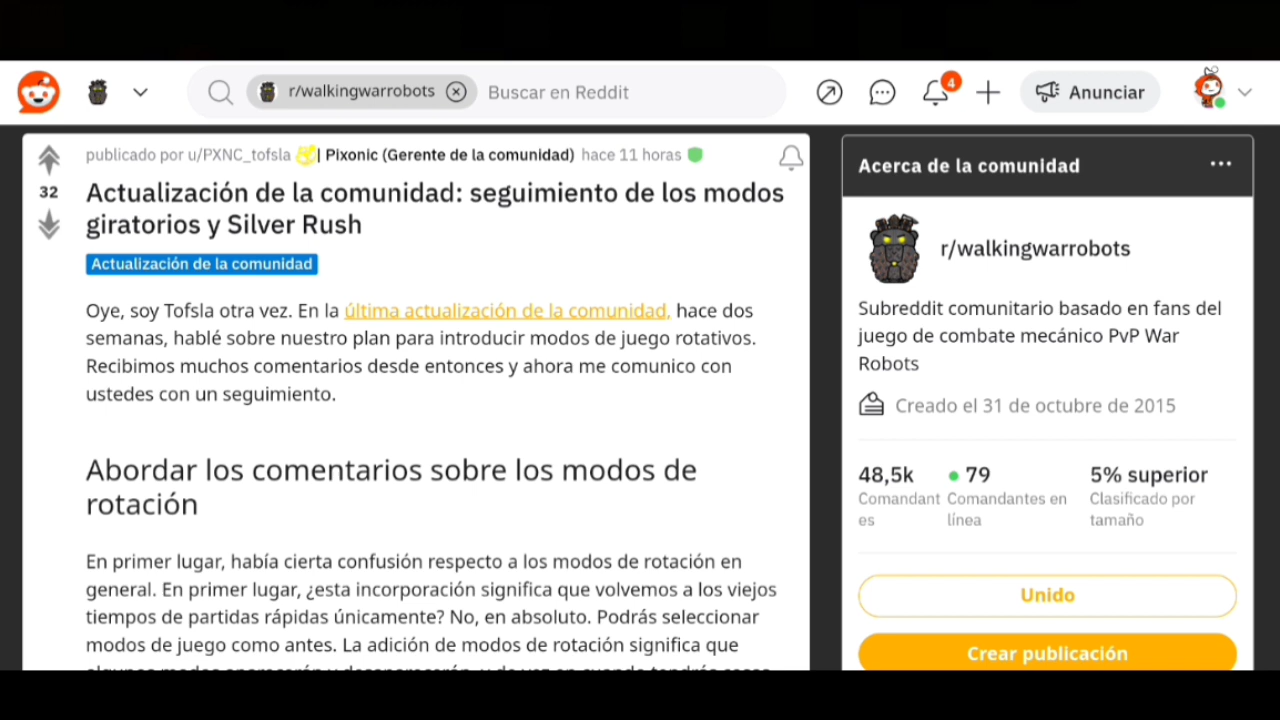 r/walkingwarrobots
Buscar en Reddit
4
Anunciar
publicado por u/PXNC_tofsla | Pixonic (Gerente de la comunidad) hace 11 horas
32
Actualización de la comunidad: seguimiento de los modos
giratorios y Silver Rush
Actualización de la comunidad
Oye, soy Tofsla otra vez. En la última actualización de la comunidad, hace dos
semanas, hablé sobre nuestro plan para introducir modos de juego rotativos.
Recibimos muchos comentarios desde entonces y ahora me comunico con
ustedes con un seguimiento.
Abordar los comentarios sobre los modos de
rotación
En primer lugar, había cierta confusión respecto a los modos de rotación en
general. En primer lugar, ¿esta incorporación significa que volvemos a los viejos
tiempos de partidas rápidas únicamente? No, en absoluto. Podrás seleccionar
modos de juego como antes. La adición de modos de rotación significa que
Acerca de la comunidad
r/walkingwarrobots
Subreddit comunitario basado en fans del
juego de combate mecánico PvP War
Robots
Creado el 31 de octubre de 2015
48,5k
Comandant
es
79
Comandantes en
línea
5% superior
Clasificado por
tamaño
Unido
Crear publicación